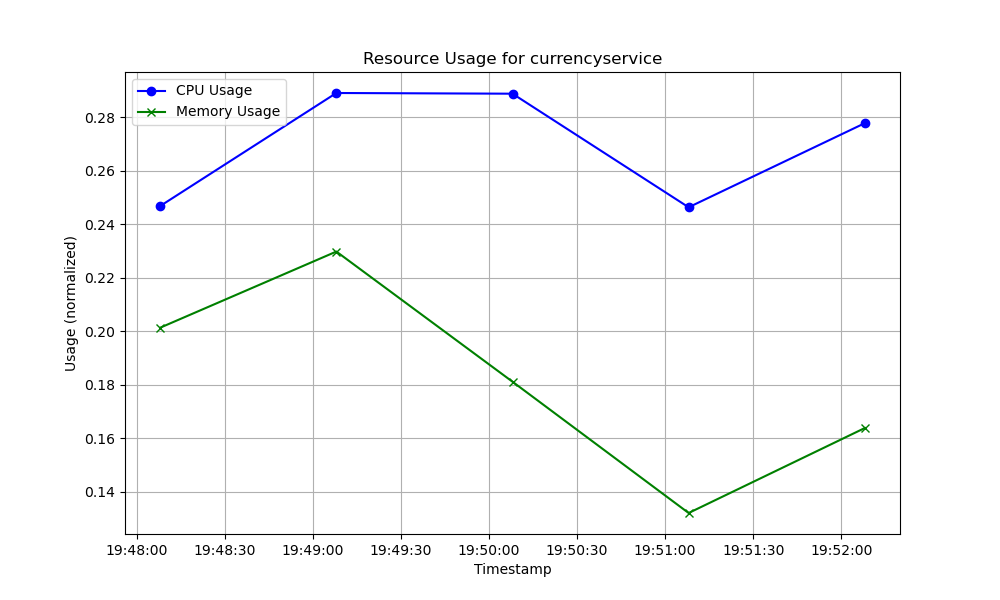 Resource Usage for currencyservice
CPU Usage
Memory Usage
Usage (normalized)
0.28
0.26
0.24
0.22
0.20
0.18
0.16
0.14
19:48:00 19:48:30 19:49:00 19:49:30 19:50:00 19:50:30 19:51:00 19:51:30 19:52:00
Timestamp